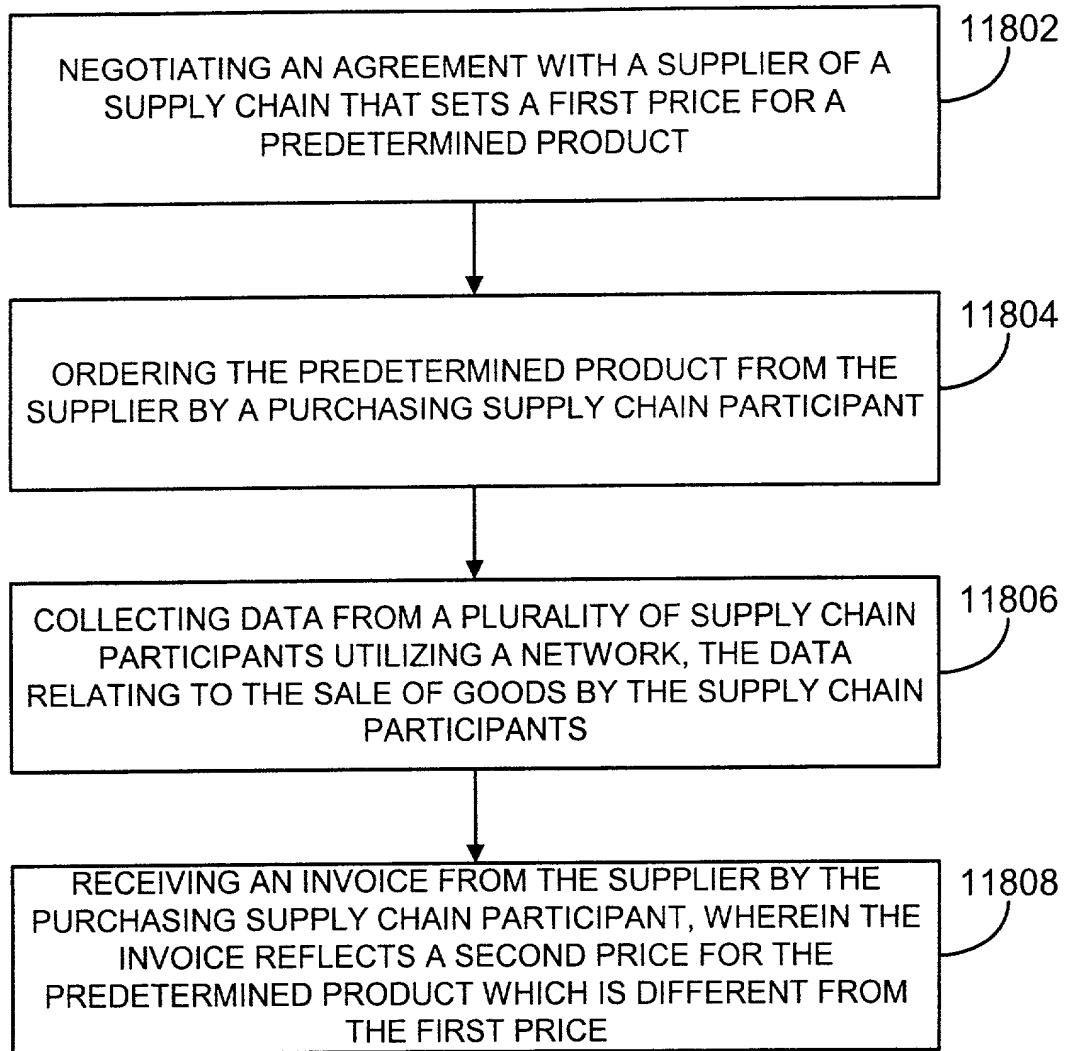 11802
NEGOTIATING AN AGREEMENT WITH A SUPPLIER OF A
SUPPLY CHAIN THAT SETS A FIRST PRICE FOR A
PREDETERMINED PRODUCT
11804
ORDERING THE PREDETERMINED PRODUCT FROM THE
SUPPLIER BY A PURCHASING SUPPLY CHAIN PARTICIPANT
11806
COLLECTING DATA FROM A PLURALITY OF SUPPLY CHAIN
PARTICIPANTS UTILIZING A NETWORK, THE DATA
RELATING TO THE SALE OF GOODS BY THE SUPPLY CHAIN
PARTICIPANTS
11808
RECEIVING AN INVOICE FROM THE SUPPLIER BY THE
PURCHASING SUPPLY CHAIN PARTICIPANT, WHEREIN THE
INVOICE REFLECTS A SECOND PRICE FOR THE
PREDETERMINED PRODUCT WHICH IS DIFFERENT FROM
THE FIRST PRICE